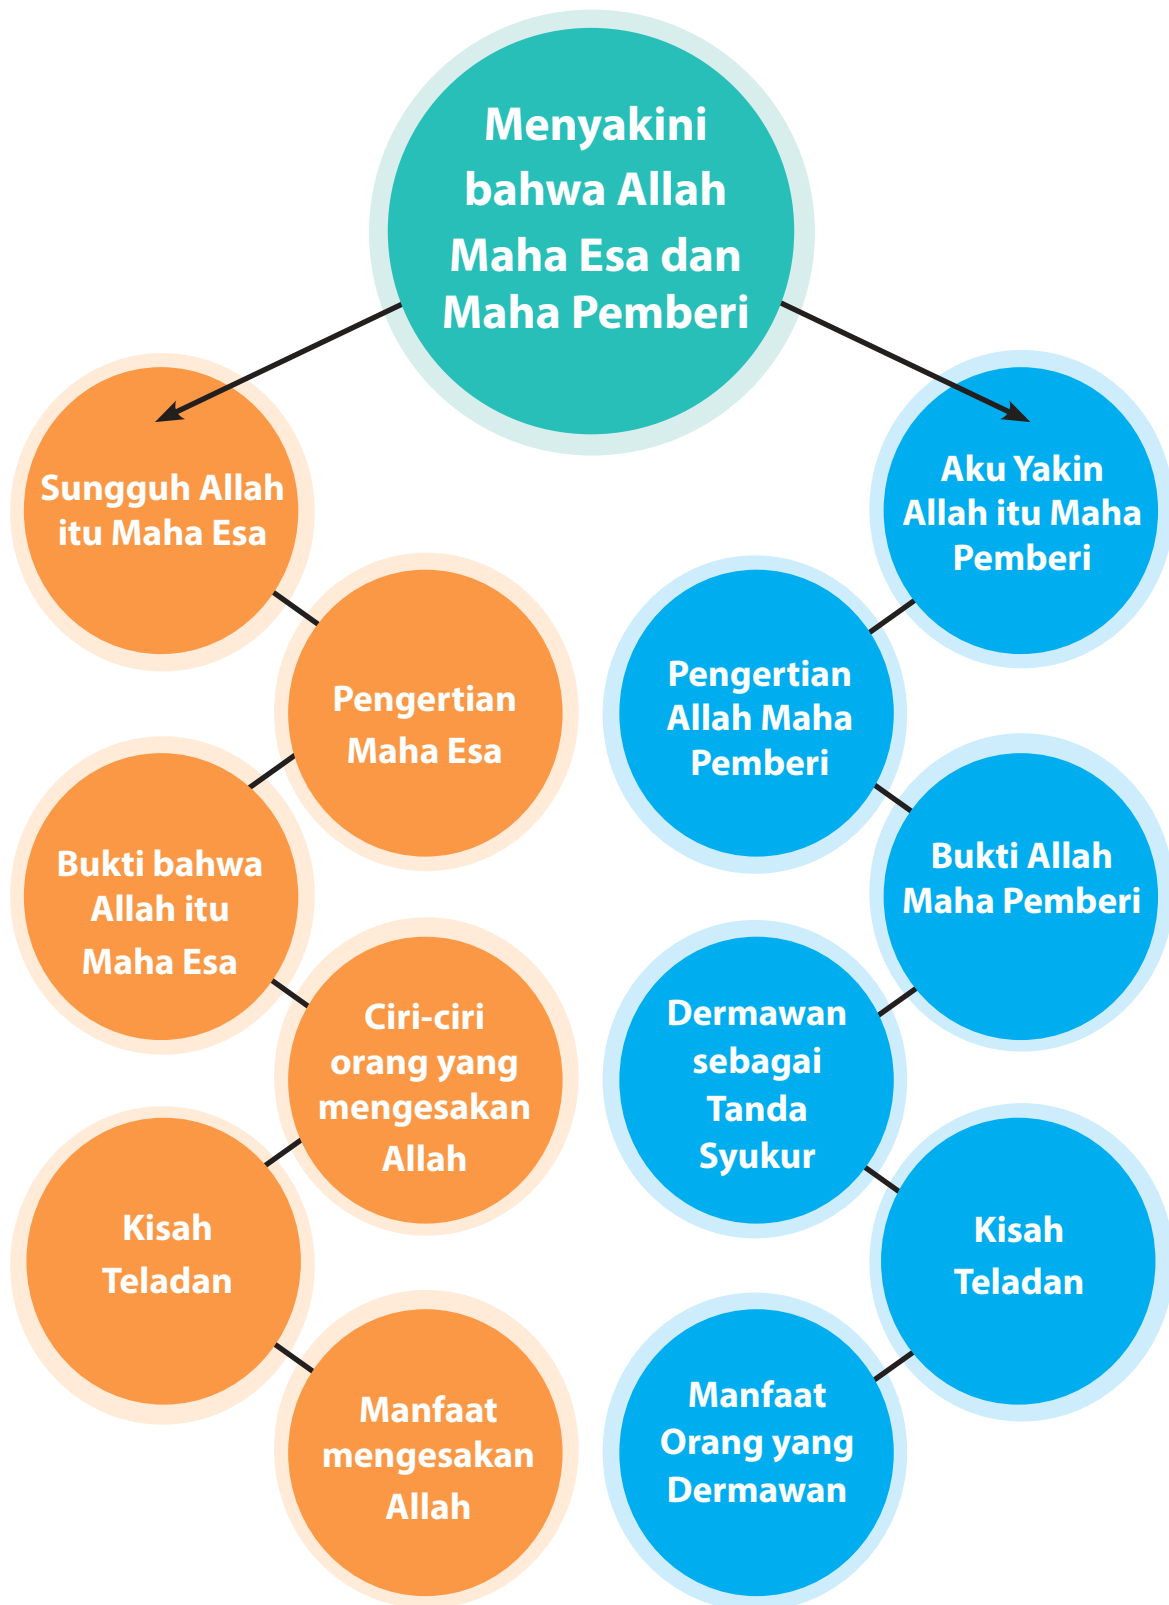 Menyakini
bahwa Allah
Maha Esa dan
Maha Pemberi
Sungguh Allah
itu Maha Esa
Pengertian
Maha Esa
Bukti bahwa
Allah itu
Maha Esa
Ciri-ciri
orang yang
mengesakan
Allah
Kisah
Teladan
Manfaat
mengesakan
Allah
Aku Yakin
Allah itu Maha
Pemberi
Pengertian
Allah Maha
Pemberi
Bukti Allah
Maha Pemberi
Dermawan
sebagai
Tanda
Syukur
Kisah
Teladan
Manfaat
Orang yang
Dermawan